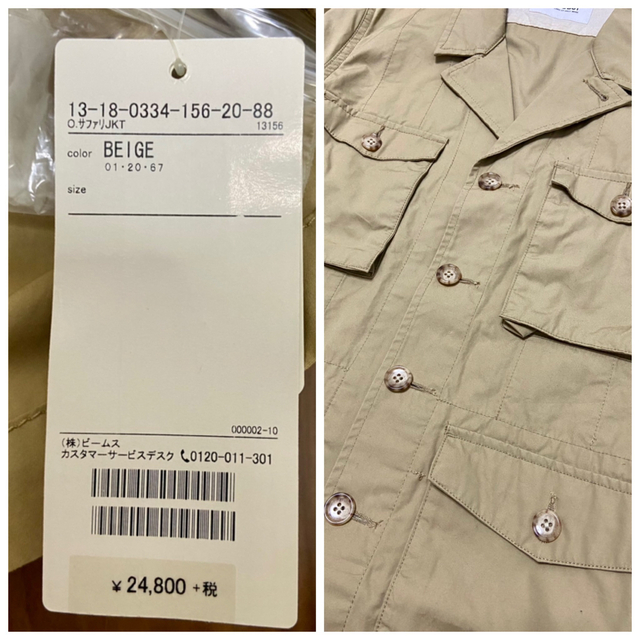 13-18-0334-156-20-88
O.サファリJKT 13156
color BEIGE
01・20・67
size
000002-10
(株)ビームス
カスタマーサービスデスク 0120-011-301
¥24,800+税